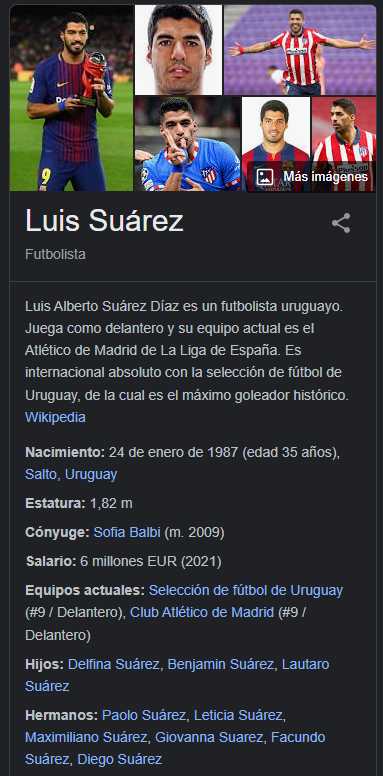 Más imágenes
Luis Suárez
Futbolista
Luis Alberto Suárez Díaz es un futbolista uruguayo.
Juega como delantero y su equipo actual es el
Atlético de Madrid de La Liga de España. Es
internacional absoluto con la selección de fútbol de
Uruguay, de la cual es el máximo goleador histórico.
Wikipedia
Nacimiento: 24 de enero de 1987 (edad 35 años),
Salto, Uruguay
Estatura: 1,82 m
Cónyuge: Sofia Balbi (m. 2009)
Salario: 6 millones EUR (2021)
Equipos actuales: Selección de fútbol de Uruguay
(#9 / Delantero), Club Atlético de Madrid (#9 /
Delantero)
Hijos: Delfina Suárez, Benjamin Suárez, Lautaro
Suárez
Hermanos: Paolo Suárez, Leticia Suárez,
Maximiliano Suárez, Giovanna Suarez, Facundo
Suárez, Diego Suárez